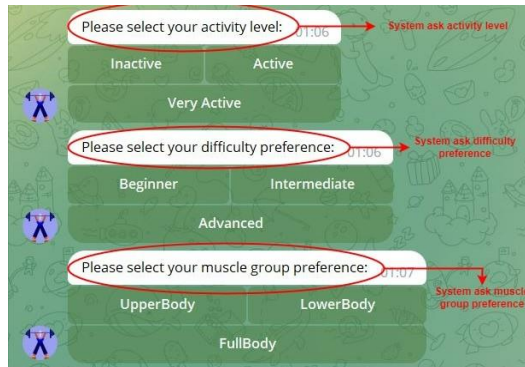 Please select your activity level:
01:06
System ask activity level
Inactive
Active
Very Active
Please select your difficulty preference:
01:06
System ask difficulty
preference
Beginner
Intermediate
Advanced
Please select your muscle group preference:
01:07
System ask muscle
group preference
UpperBody
LowerBody
FullBody